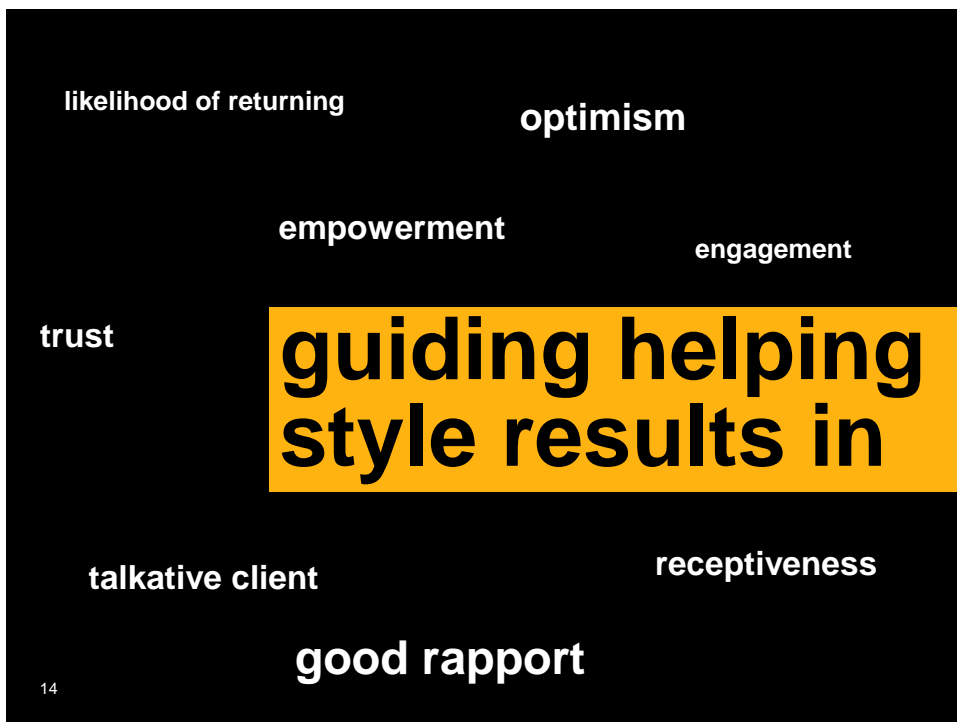 likelihood of returning
optimism
empowerment
engagement
trust
guiding helping
style results in
receptiveness
talkative client
good rapport
14